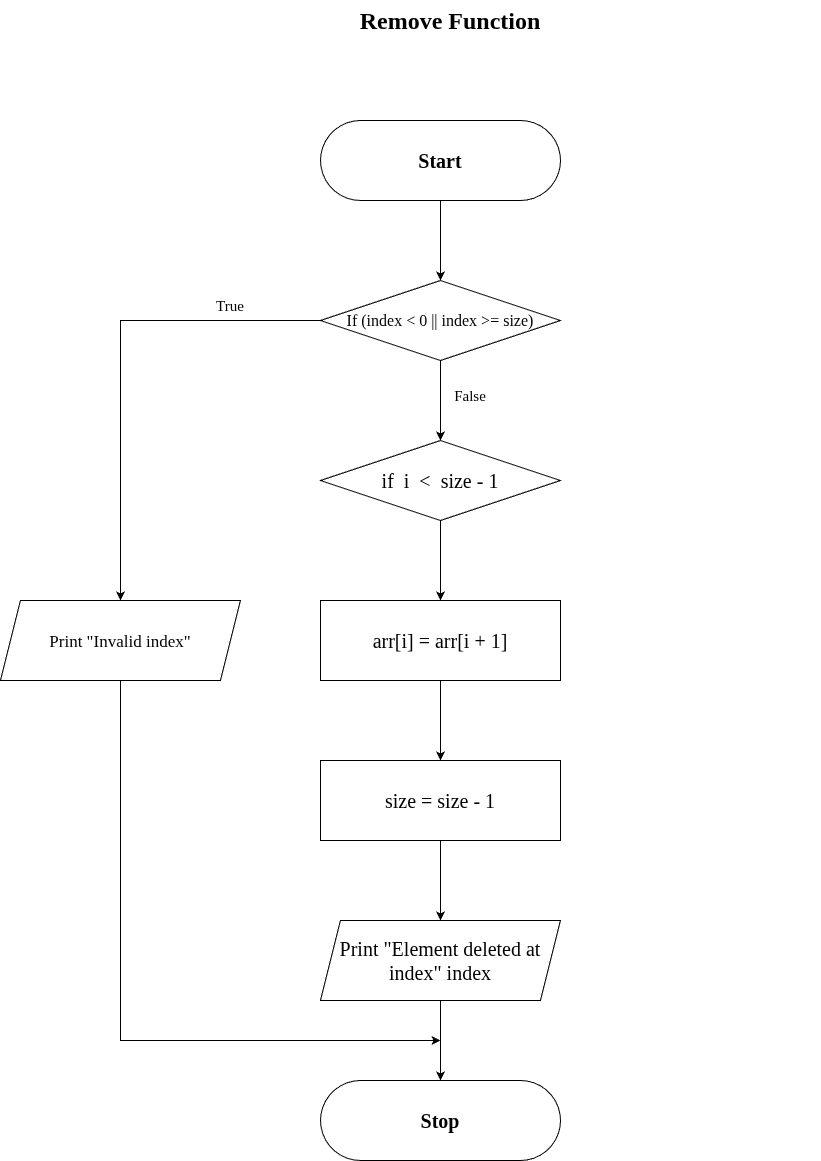 Remove Function
Start
True
If (index < 0 || index >= size)
False
if  i  <  size - 1
Print "Invalid index"
arr[i] = arr[i + 1]
size = size - 1
Print "Element deleted at
index" index
Stop